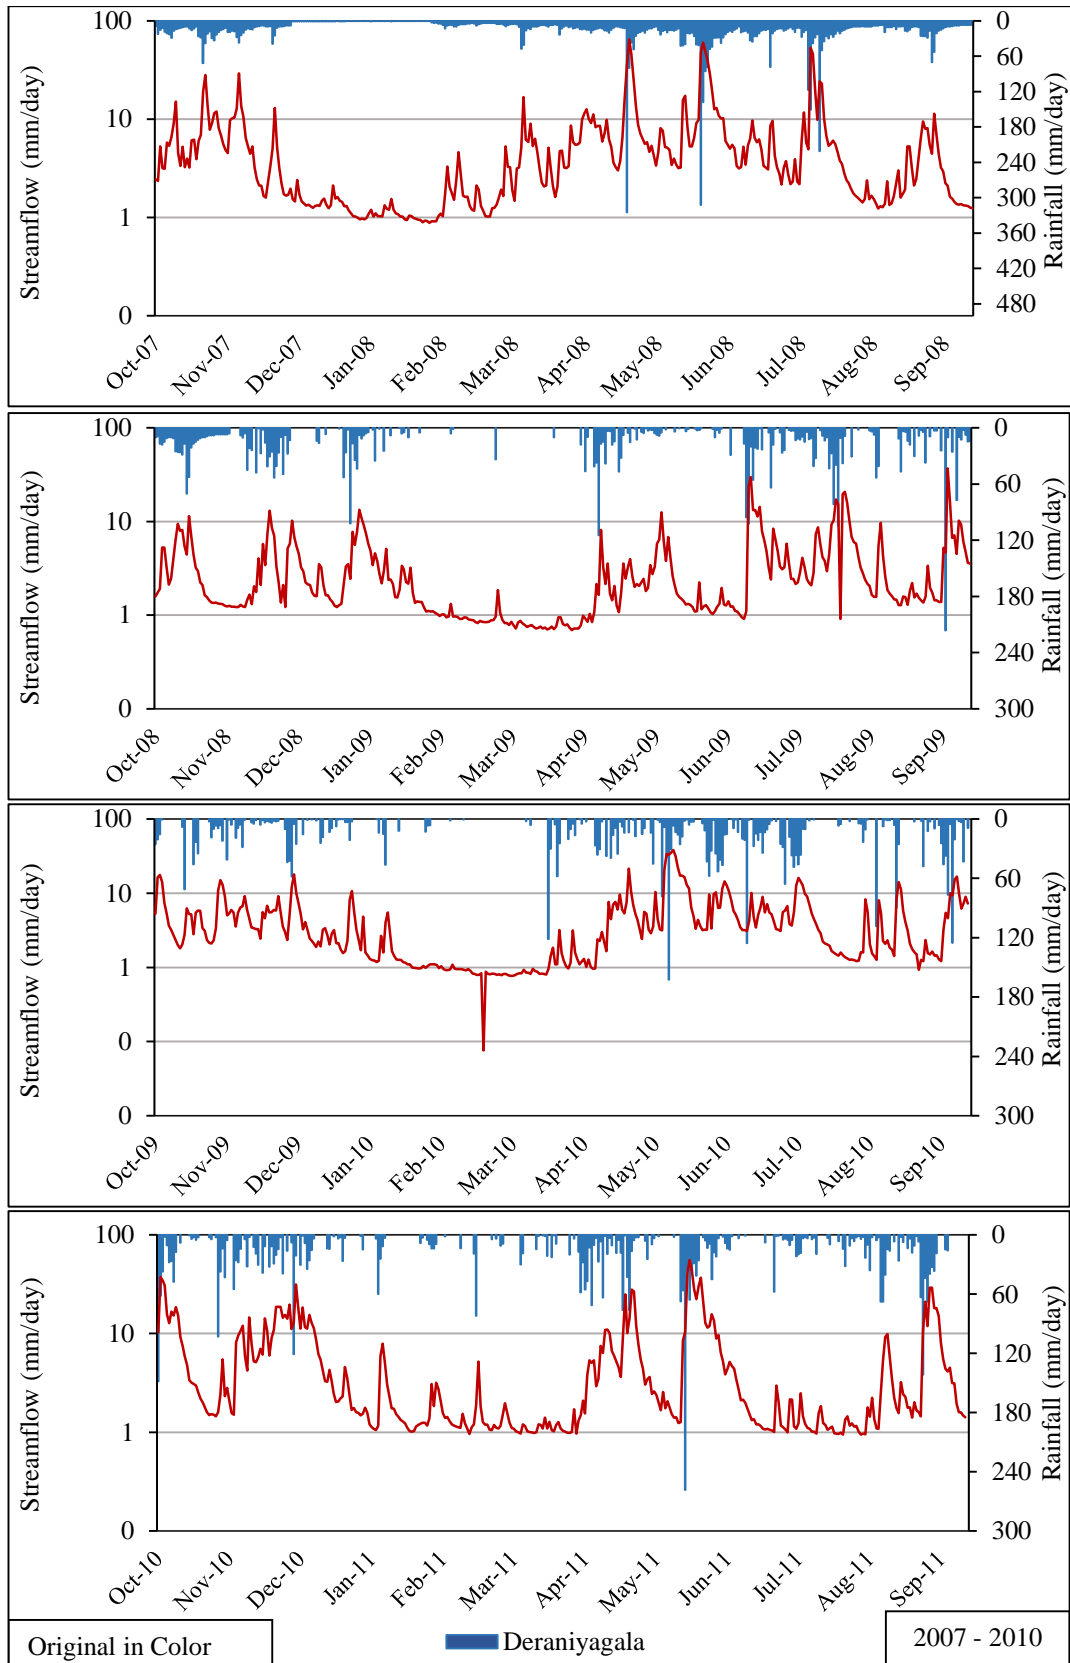 Streamflow (mm/day)
100
10
1
0
0
60
120
180
240
300
360
420
480
Rainfall (mm/day)
Oct-07
Nov-07
Dec-07
Jan-08
Feb-08
Mar-08
Apr-08
May-08
Jun-08
Jul-08
Aug-08
Sep-08
Streamflow (mm/day)
100
10
1
0
0
60
120
180
240
300
Rainfall (mm/day)
Oct-08
Nov-08
Dec-08
Jan-09
Feb-09
Mar-09
Apr-09
May-09
Jun-09
Jul-09
Aug-09
Sep-09
Streamflow (mm/day)
100
10
1
0
0
0
60
120
180
240
300
Rainfall (mm/day)
Oct-09
Nov-09
Dec-09
Jan-10
Feb-10
Mar-10
Apr-10
May-10
Jun-10
Jul-10
Aug-10
Sep-10
Streamflow (mm/day)
100
10
1
0
0
60
120
180
240
300
Rainfall (mm/day)
Oct-10
Nov-10
Dec-10
Jan-11
Feb-11
Mar-11
Apr-11
May-11
Jun-11
Jul-11
Aug-11
Sep-11
Original in Color
Deraniyagala
2007 - 2010